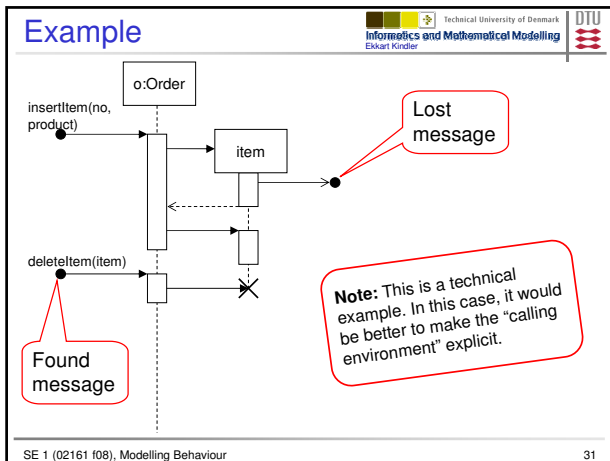 Example
Technical University of Denmark
DTU
Informatics and Mathematical Modelling
Ekkart Kindler
o:Order
insertItem(no,
product)
item
Lost
message
deleteItem(item)
Found
message
Note: This is a technical
example. In this case, it would
be better to make the “calling
environment” explicit.
SE 1 (02161 f08), Modelling Behaviour
31